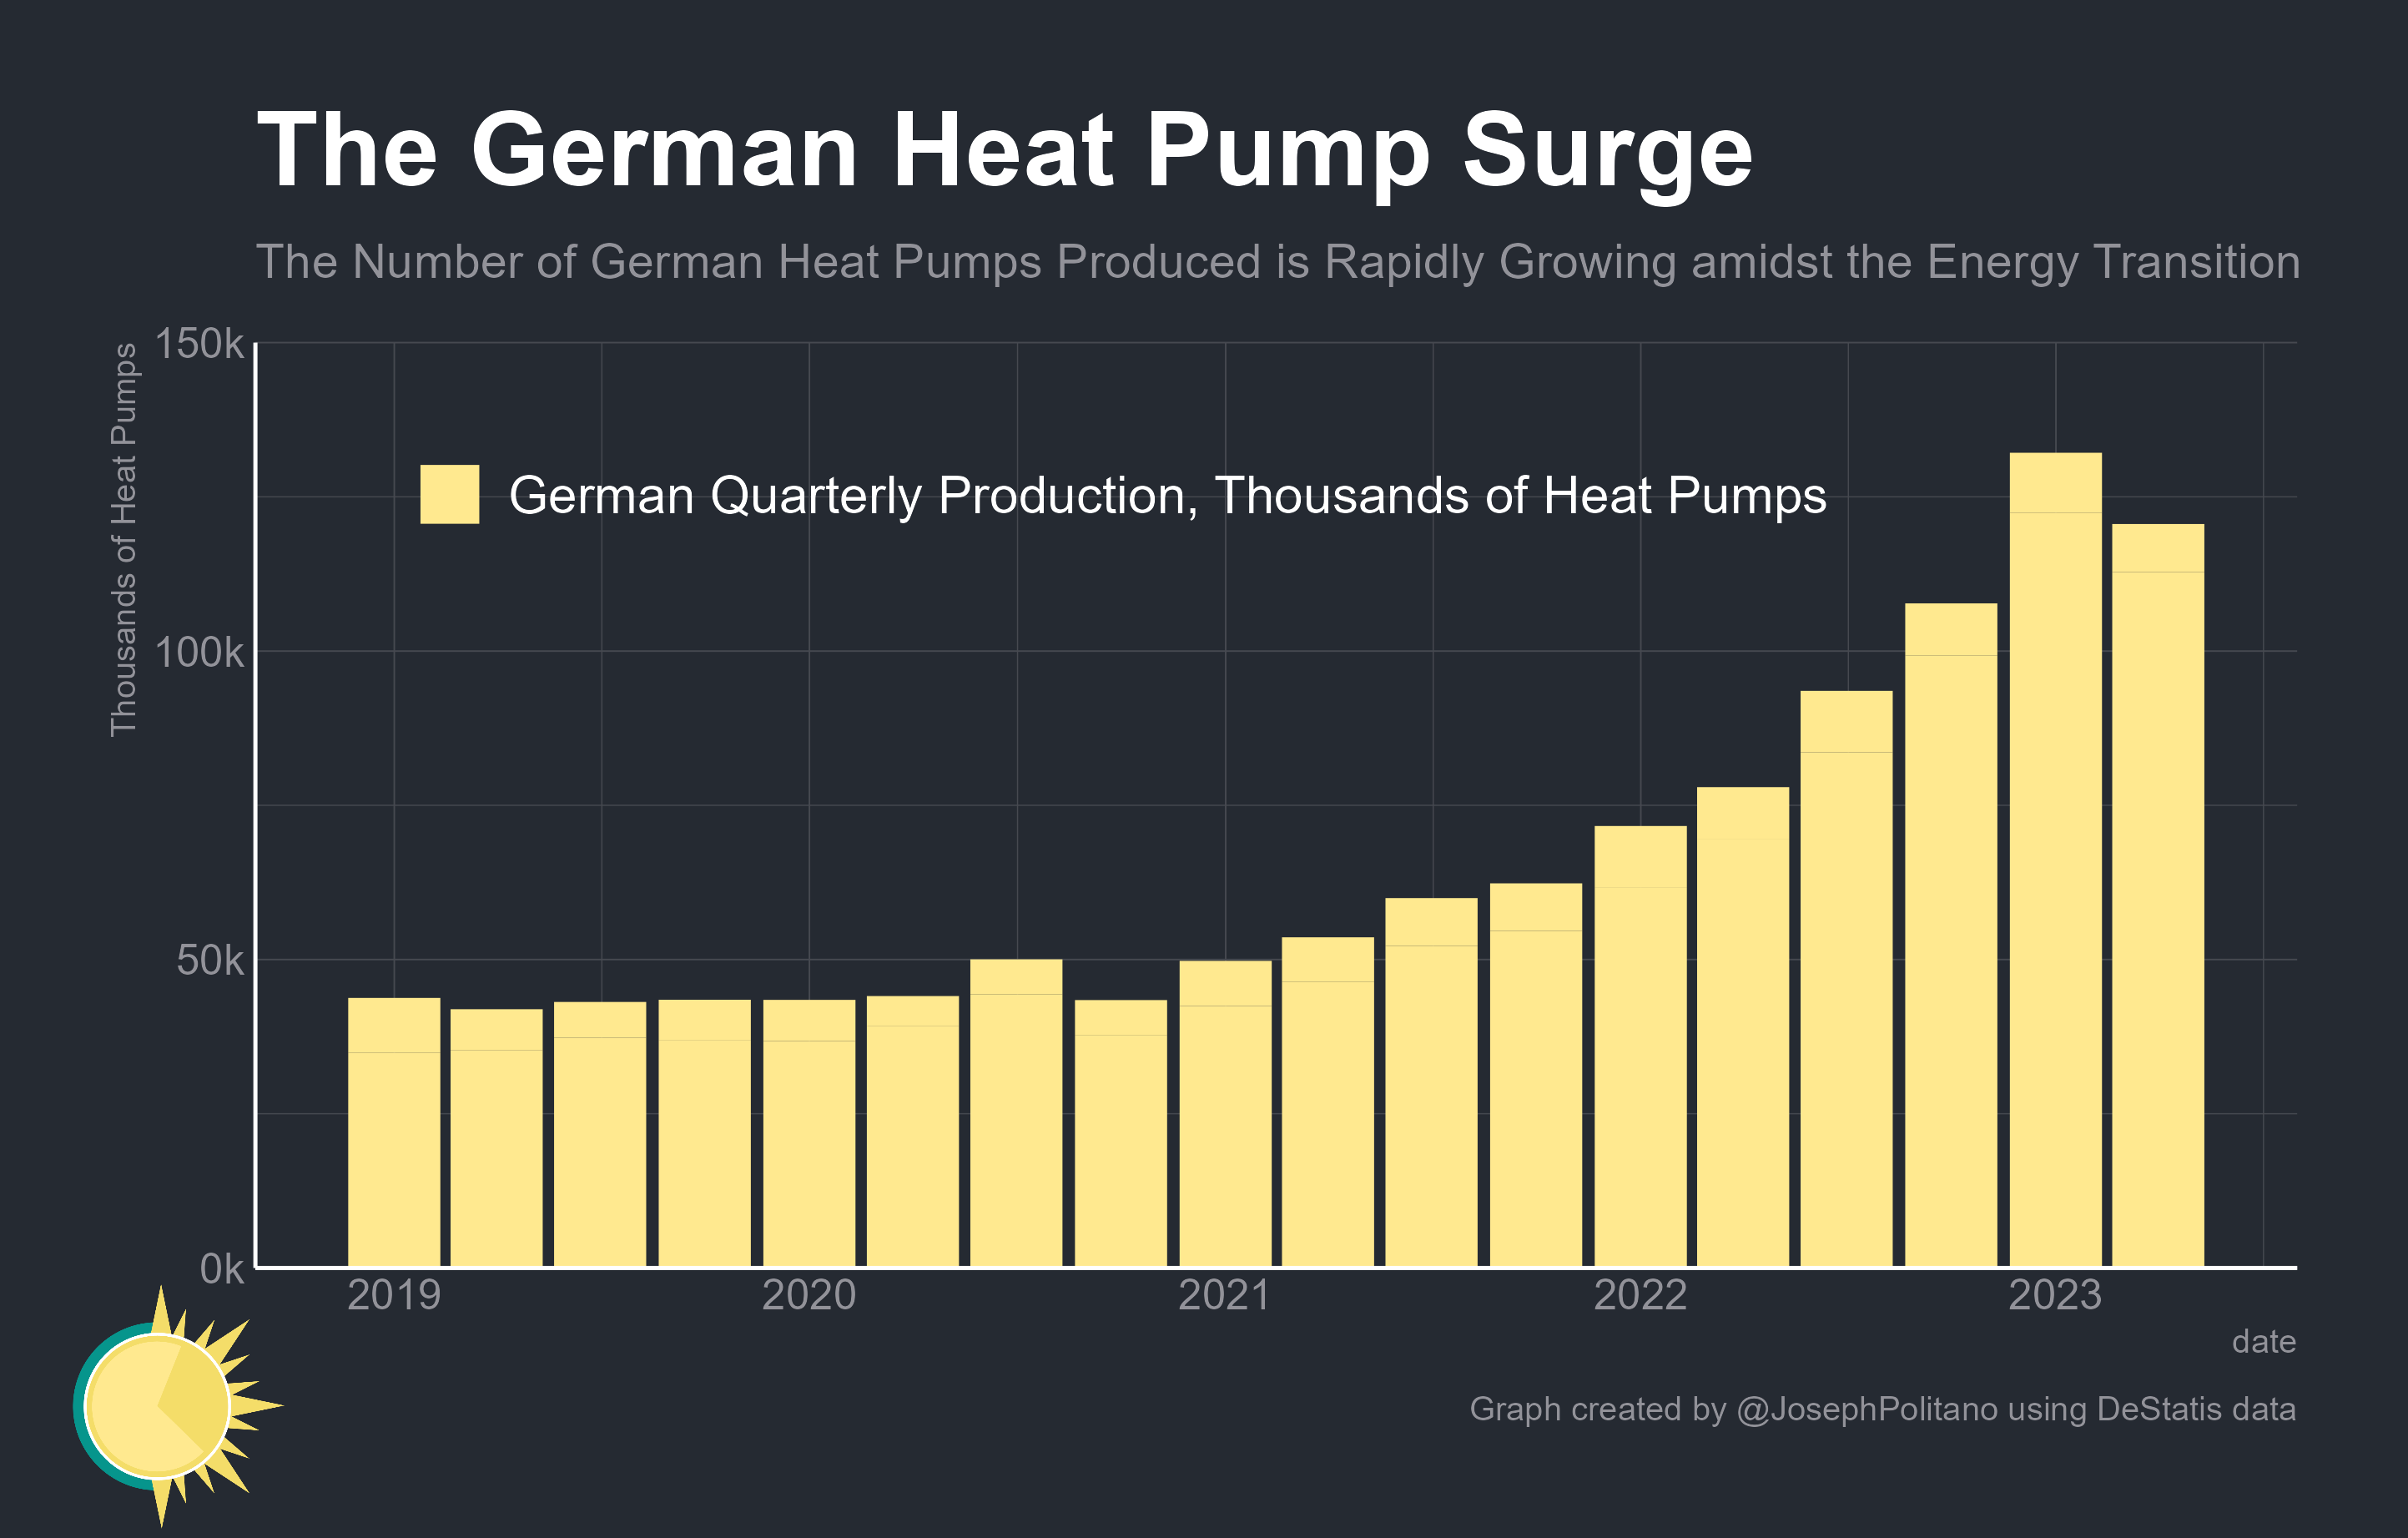 The German Heat Pump Surge
The Number of German Heat Pumps Produced is Rapidly Growing amidst the Energy Transition
Thousands of Heat Pumps
150k
100k
50k
0k
German Quarterly Production, Thousands of Heat Pumps
2019 2020 2021 2022 2023
date
Graph created by @JosephPolitano using DeStatis data